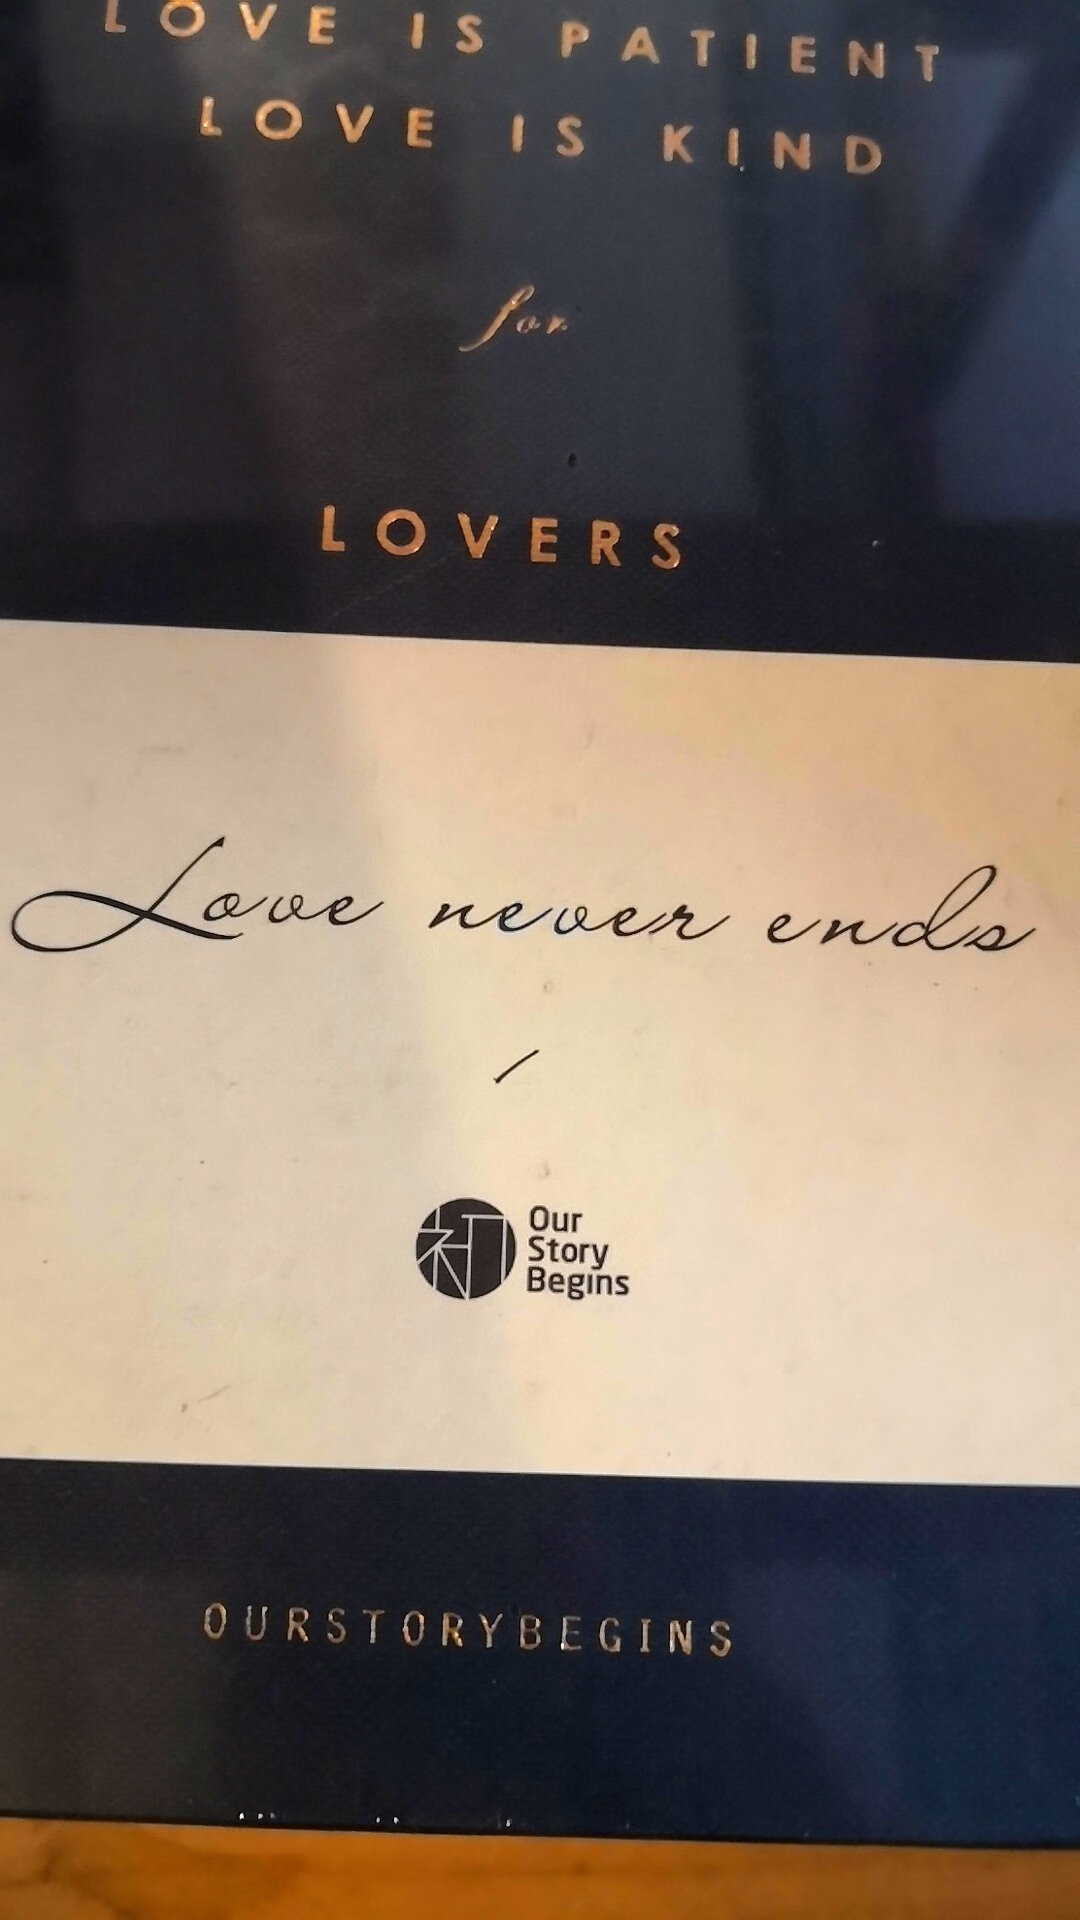 LOVE IS PATIENT
LOVE IS KIND
for
LOVERS
Love never ends
/
Our
Story
Begins
OURSTORYBEGINS